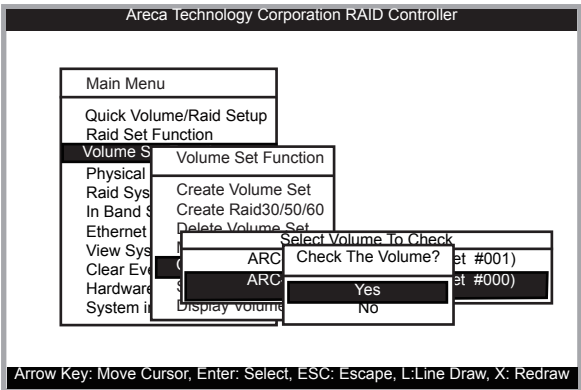 Areca Technology Corporation RAID Controller
Main Menu
Quick Volume/Raid Setup
Raid Set Function
Volume S
Physical
Raid Sys
In Band S
Ethernet
View Sys
Clear Eve
Hardware
System i
Volume Set Function
Create Volume Set
Create Raid30/50/60
Delete Volume Set
Display Volume
Select Volume To Check
ARC et #001)
ARC et #000)
Check The Volume?
Yes
No
Arrow Key: Move Cursor, Enter: Select, ESC: Escape, L:Line Draw, X: Redraw